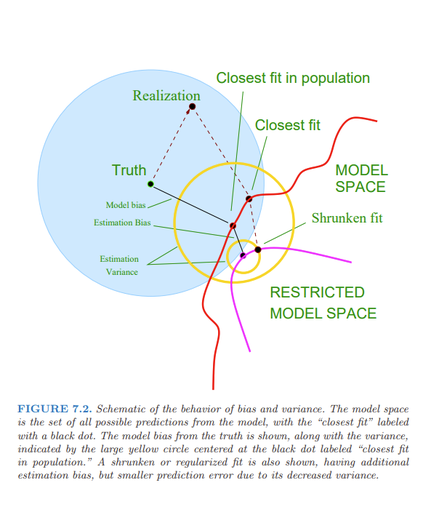 Closest fit in population
Realization
Closest fit
Truth
MODEL
SPACE
Model bias
Shrunken fit
Estimation Bias
Estimation
Variance
RESTRICTED
MODEL SPACE
FIGURE 7.2. Schematic of the behavior of bias and variance. The model space
is the set of all possible predictions from the model, with the “closest fit” labeled
with a black dot. The model bias from the truth is shown, along with the variance,
indicated by the large yellow circle centered at the black dot labeled “closest fit
in population.” A shrunken or regularized fit is also shown, having additional
estimation bias, but smaller prediction error due to its decreased variance.